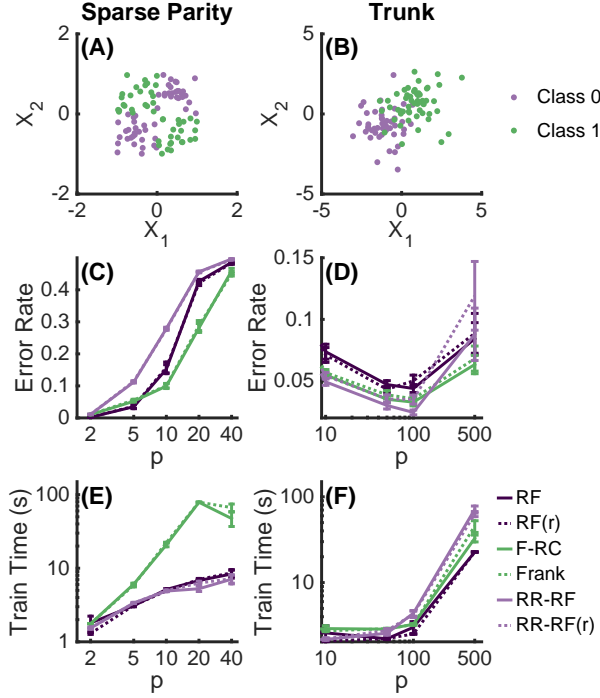 Sparse Parity
Trunk
(A)
2
0
-2
X2
-2
0
2
X1
(B)
5
0
-5
X2
-5
0
5
X1
Class 0
Class 1
(C)
0.4
0.3
0.2
0.1
0
Error Rate
2
5
10
20
40
p
(D)
0.15
0.1
0.05
Error Rate
10
100
500
p
(E)
100
10
1
Train Time (s)
2
5
10
20
40
p
(F)
100
10
Train Time (s)
10
100
500
p
RF
RF(r)
F-RC
Frank
RR-RF
RR-RF(r)